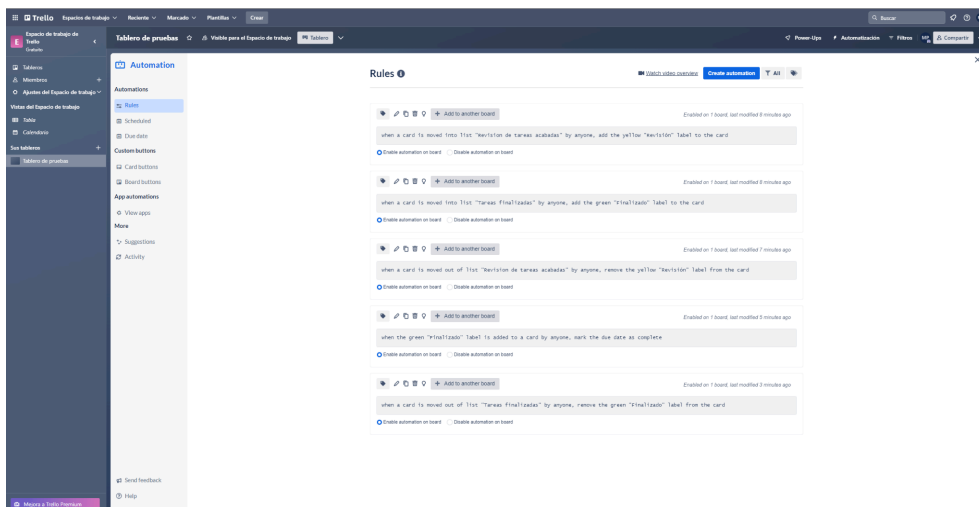 Trello Espacios de trabajo Reciente Marcado Plantillas Crear Buscar
Espacio de trabajo de Trello
Gratuito
Tablero de pruebas Visible para el Espacio de trabajo Tablero Power-Ups Automatización Filtros Compartir
Tableros
Miembros +
Ajustes del Espacio de trabajo
Vistas del Espacio de trabajo
Tabla
Calendario
Sus tableros +
Tablero de pruebas
Mejora a Trello Premium
Automation
Automations
Rules
Scheduled
Due date
Custom buttons
Card buttons
Board buttons
App automations
View apps
More
Suggestions
Activity
Send feedback
Help
Rules
Watch video overview Create automation All
+ Add to another board Enabled on 1 board, last modified 9 minutes ago
when a card is moved into list "Revision de tareas acabadas" by anyone, add the yellow "Revisión" label to the card
Enable automation on board Disable automation on board
+ Add to another board Enabled on 1 board, last modified 8 minutes ago
when a card is moved into list "Tareas finalizadas" by anyone, add the green "Finalizado" label to the card
Enable automation on board Disable automation on board
+ Add to another board Enabled on 1 board, last modified 7 minutes ago
when a card is moved out of list "Revision de tareas acabadas" by anyone, remove the yellow "Revisión" label from the card
Enable automation on board Disable automation on board
+ Add to another board Enabled on 1 board, last modified 5 minutes ago
when the green "Finalizado" label is added to a card by anyone, mark the due date as complete
Enable automation on board Disable automation on board
+ Add to another board Enabled on 1 board, last modified 3 minutes ago
when a card is moved out of list "Tareas finalizadas" by anyone, remove the green "Finalizado" label from the card
Enable automation on board Disable automation on board